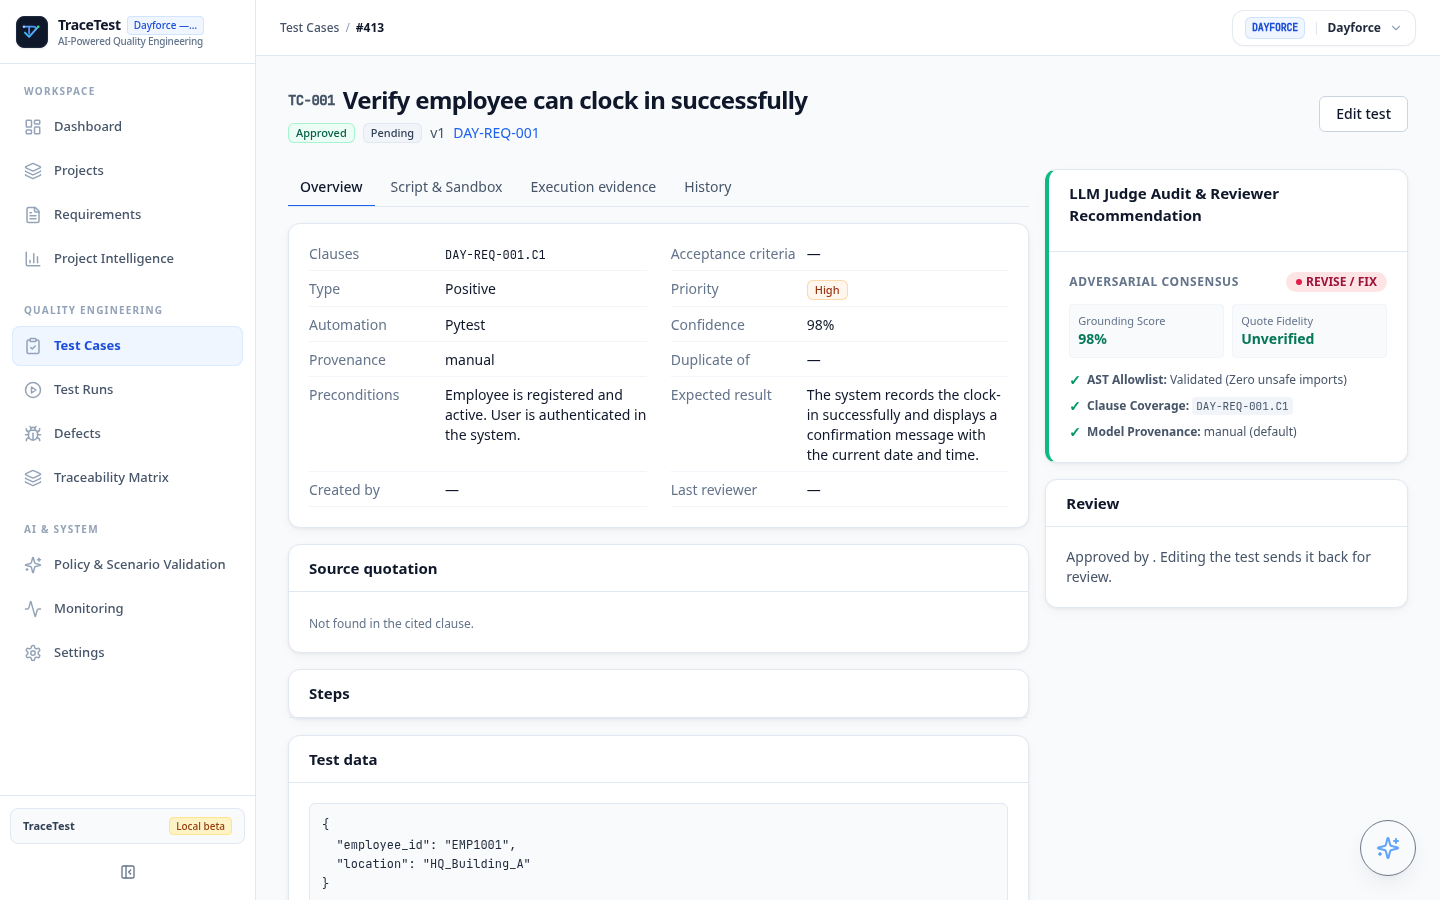 TraceTest
Dayforce —...
AI-Powered Quality Engineering
WORKSPACE
Dashboard
Projects
Requirements
Project Intelligence
QUALITY ENGINEERING
Test Cases
Test Runs
Defects
Traceability Matrix
AI & SYSTEM
Policy & Scenario Validation
Monitoring
Settings
TraceTest
Local beta
Test Cases / #413
DAYFORCE
Dayforce
TC-001 Verify employee can clock in successfully
Approved Pending v1 DAY-REQ-001
Edit test
Overview Script & Sandbox Execution evidence History
Clauses DAY-REQ-001.C1
Acceptance criteria —
Type Positive
Priority High
Automation Pytest
Confidence 98%
Provenance manual
Duplicate of —
Preconditions Employee is registered and
active. User is authenticated in
the system.
Expected result The system records the clock-
in successfully and displays a
confirmation message with
the current date and time.
Created by —
Last reviewer —
Source quotation
Not found in the cited clause.
Steps
Test data
{
"employee_id": "EMP1001",
"location": "HQ_Building_A"
}
LLM Judge Audit & Reviewer
Recommendation
ADVERSARIAL CONSENSUS
REVISE / FIX
Grounding Score
98%
Quote Fidelity
Unverified
✓ AST Allowlist: Validated (Zero unsafe imports)
✓ Clause Coverage: DAY-REQ-001.C1
✓ Model Provenance: manual (default)
Review
Approved by . Editing the test sends it back for
review.